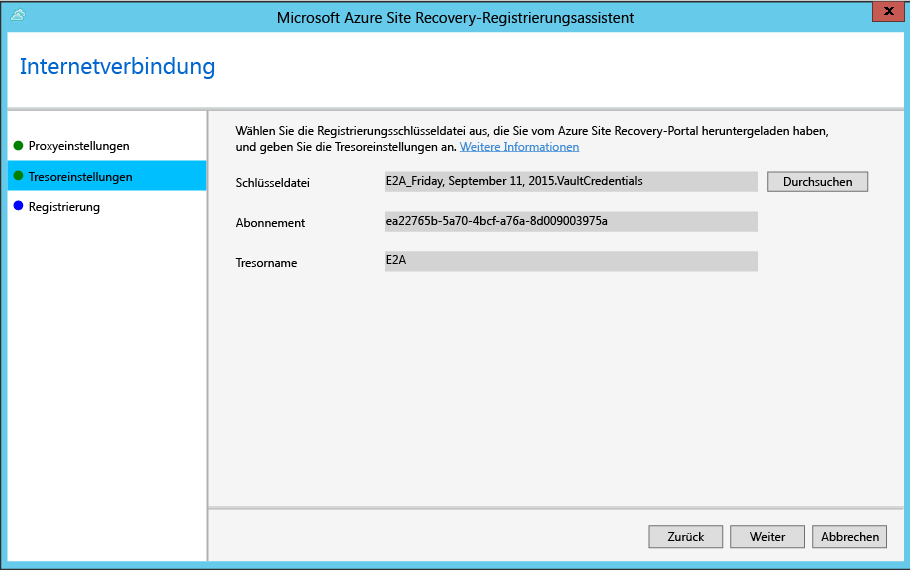 Microsoft Azure Site Recovery-Registrierungsassistent
Internetverbindung
Proxyeinstellungen
Tresoreinstellungen
Registrierung
Wählen Sie die Registrierungsschlüsseldatei aus, die Sie vom Azure Site Recovery-Portal heruntergeladen haben,
und geben Sie die Tresoreinstellungen an. Weitere Informationen
Schlüsseldatei E2A_Friday, September 11, 2015.VaultCredentials Durchsuchen
Abonnement ea22765b-5a70-4bcf-a76a-8d009003975a
Tresorname E2A
Zurück Weiter Abbrechen